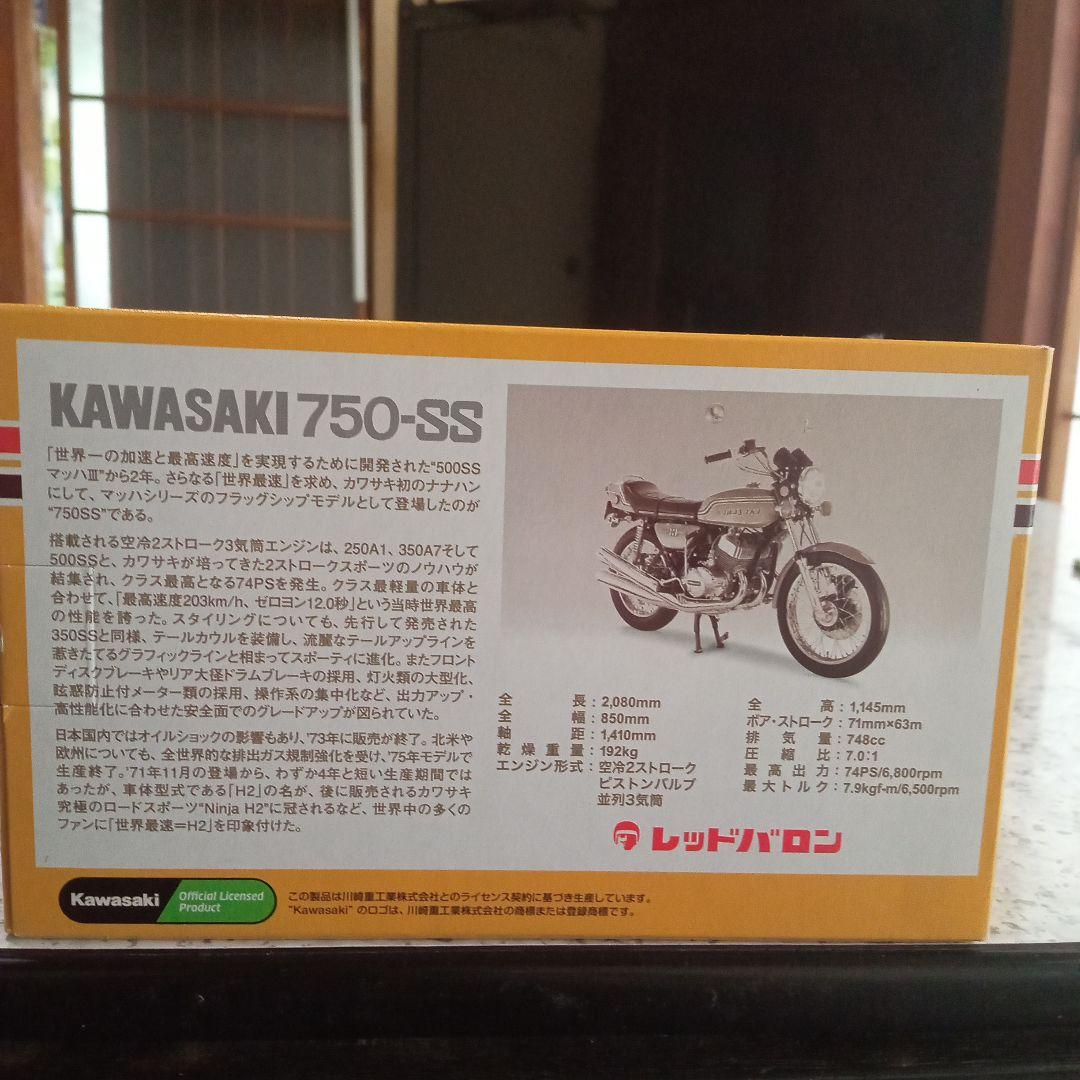 KAWASAKI 750-SS
「世界一の加速と最高速度」を実現するために開発された“500SS
マッハⅢ”から2年。さらなる「世界最速」を求め、カワサキ初のナナハン
にして、マッハシリーズのフラッグシップモデルとして登場したのが
“750SS”である。
搭載される空冷2ストローク3気筒エンジンは、250A1、350A7そして
500SSと、カワサキが培ってきた2ストロークスポーツのノウハウが
結集され、クラス最高となる74PSを発生。クラス最軽量の車体と
合わせて、「最高速度203km/h、ゼロヨン12.0秒」という当時世界最高
の性能を誇った。スタイリングについても、先行して発売された
350SSと同様、テールカウルを装備し、流麗なテールアップラインを
惹きたてるグラフィックラインと相まってスポーティに進化。またフロント
ディスクブレーキやリア大径ドラムブレーキの採用、灯火類の大型化、
眩惑防止付メーター類の採用、操作系の集中化など、出力アップ・
高性能化に合わせた安全面でのグレードアップが図られていた。
日本国内ではオイルショックの影響もあり、'73年に販売が終了。北米や
欧州についても、全世界的な排出ガス規制強化を受け、'75年モデルで
生産終了。'71年11月の登場から、わずか4年と短い生産期間では
あったが、車体型式である「H2」の名が、後に販売されるカワサキ
究極のロードスポーツ“Ninja H2”に冠されるなど、世界中の多くの
ファンに「世界最速＝H2」を印象付けた。
全長：2,080mm
全幅：850mm
軸距：1,410mm
乾燥重量：192kg
エンジン形式：空冷2ストローク
ピストンバルブ
並列3気筒
全高：1,145mm
ボア・ストローク：71mm×63m
排気量：748cc
圧縮比：7.0:1
最高出力：74PS/6,800rpm
最大トルク：7.9kgf-m/6,500rpm
レッドバロン
Kawasaki
Official Licensed
Product
この製品は川崎重工業株式会社とのライセンス契約に基づき生産しています。
“Kawasaki”のロゴは、川崎重工業株式会社の商標または登録商標です。